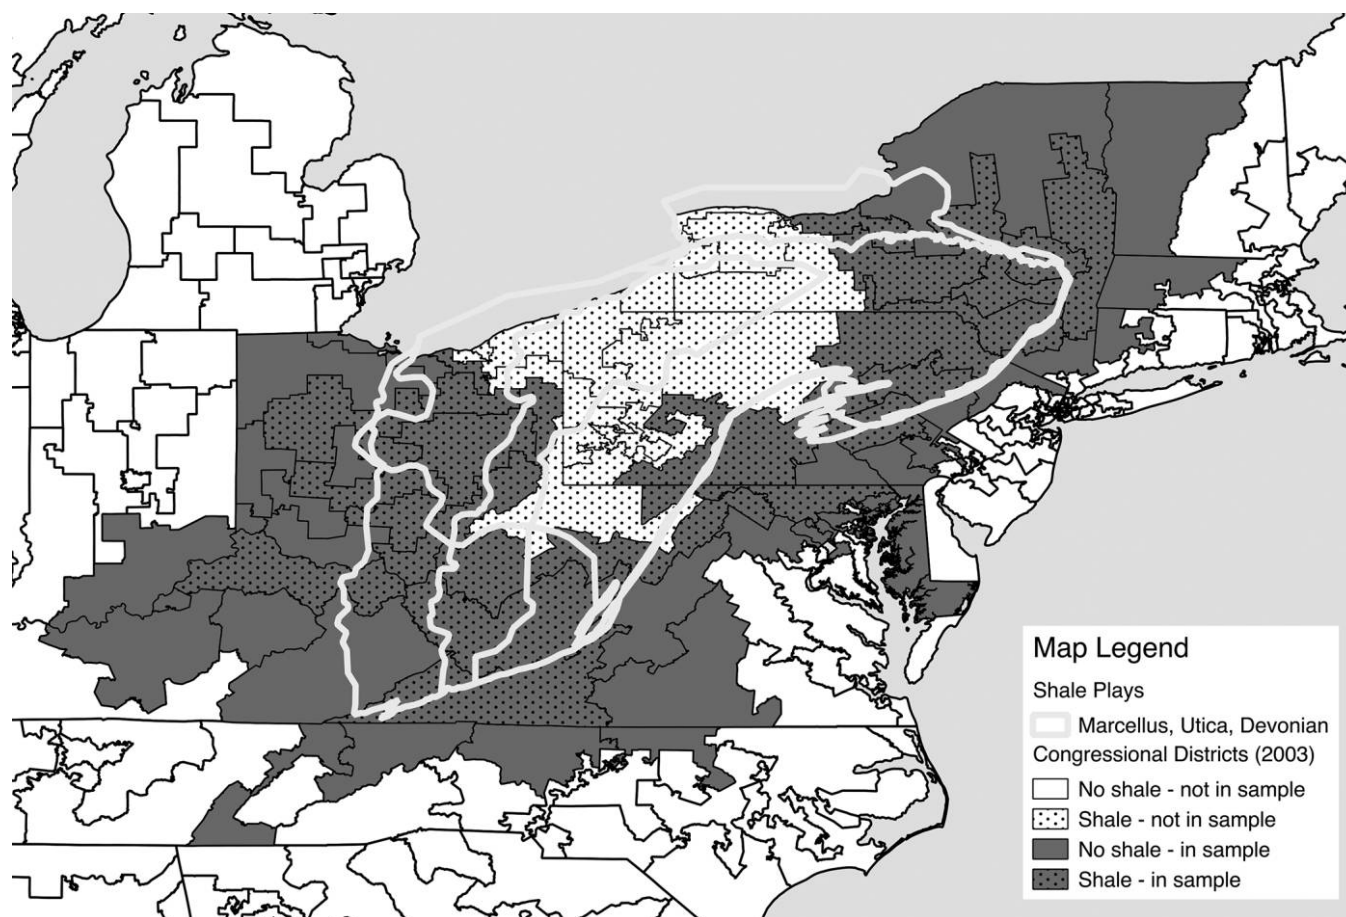 Map Legend
Shale Plays
Marcellus, Utica, Devonian
Congressional Districts (2003)
No shale - not in sample
Shale - not in sample
No shale - in sample
Shale - in sample